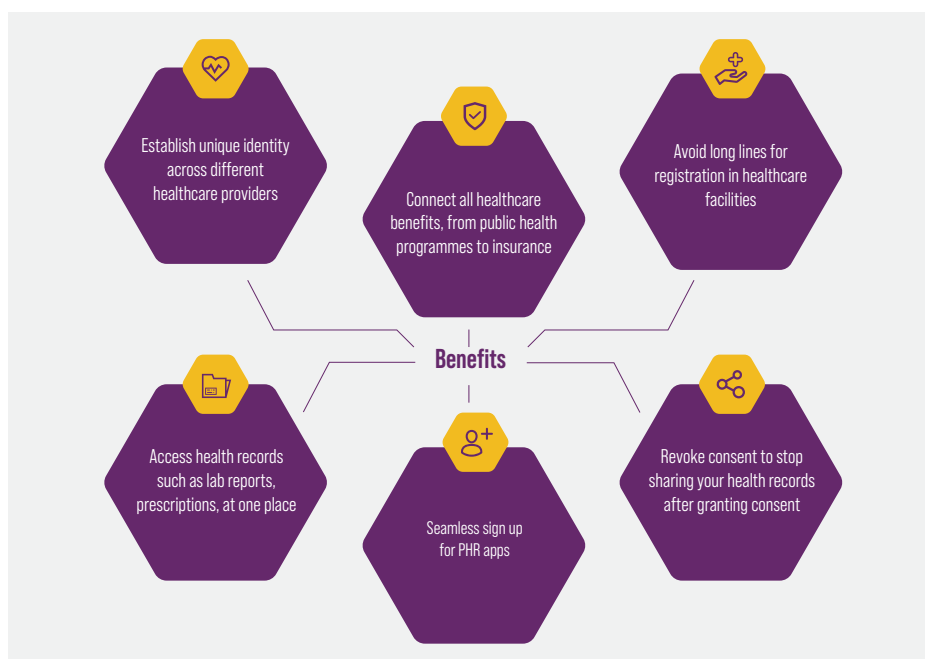 Establish unique identity
across different
healthcare providers
Connect all healthcare
benefits, from public health
programmes to insurance
Avoid long lines for
registration in healthcare
facilities
Benefits
Access health records
such as lab reports,
prescriptions, at one place
Seamless sign up
for PHR apps
Revoke consent to stop
sharing your health records
after granting consent